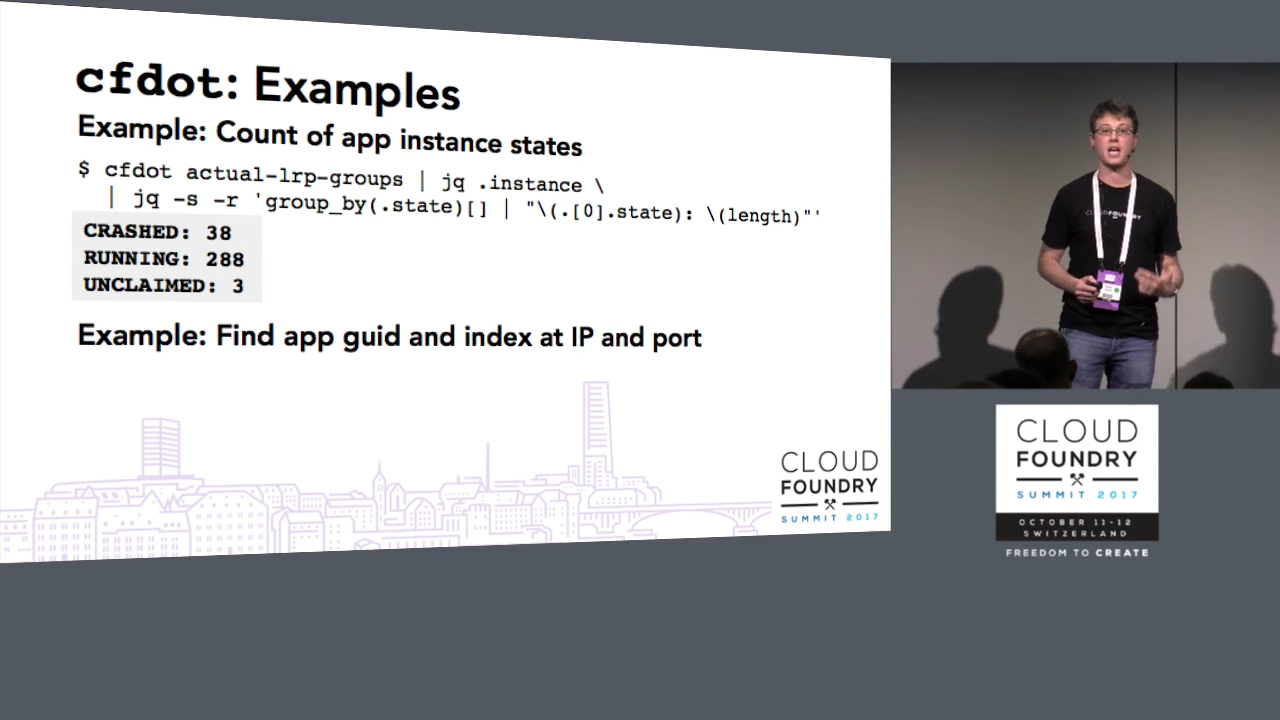 cfdot: Examples
Example: Count of app instance states
$ cfdot actual-lrp-groups | jq .instance \
| jq -s -r 'group_by(.state)[] | "\(.[0].state): \(length)"'
CRASHED: 38
RUNNING: 288
UNCLAIMED: 3
Example: Find app guid and index at IP and port
CLOUD
FOUNDRY
SUMMIT 2017
CLOUDFOUNDRY
CLOUD
FOUNDRY
SUMMIT 2017
OCTOBER 11-12
SWITZERLAND
FREEDOM TO CREATE